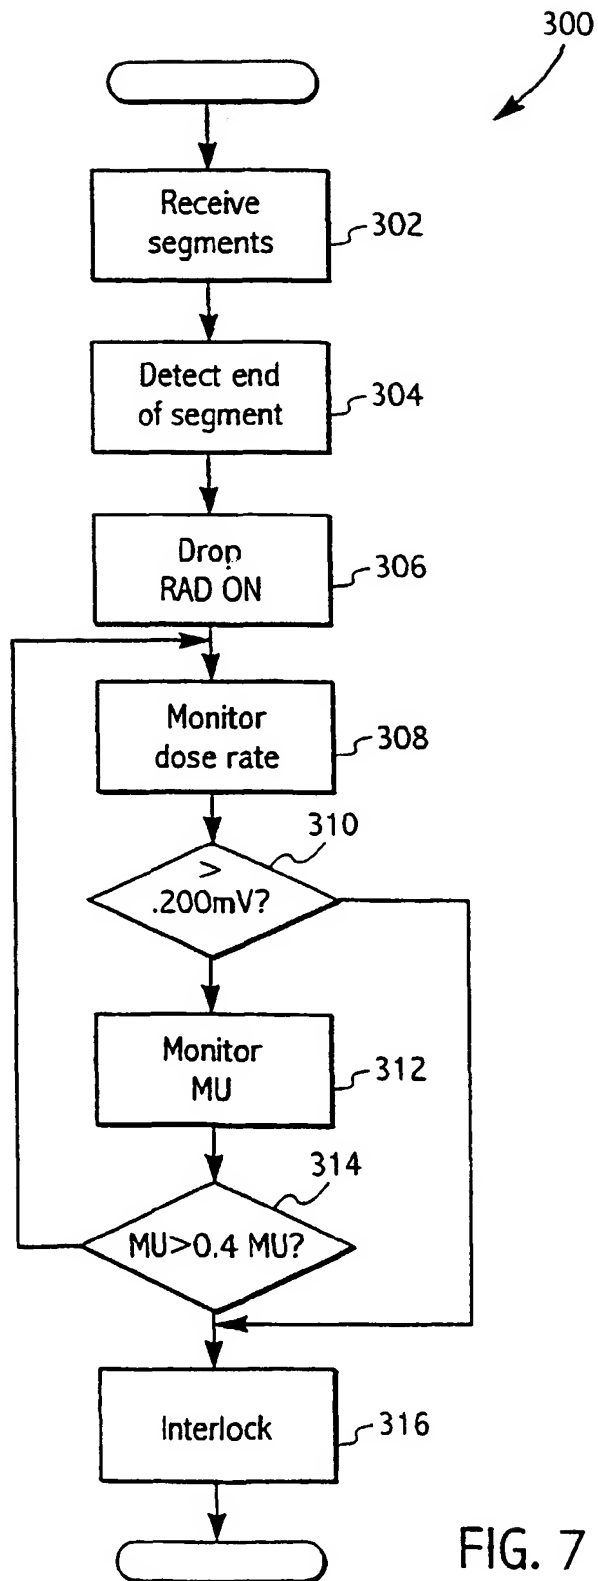 300
Receive
segments
302
Detect end
of segment
304
Drop
RAD ON
306
Monitor
dose rate
308
310
>
.200mV?
Monitor
MU
312
314
MU>0.4 MU?
Interlock
316
FIG. 7